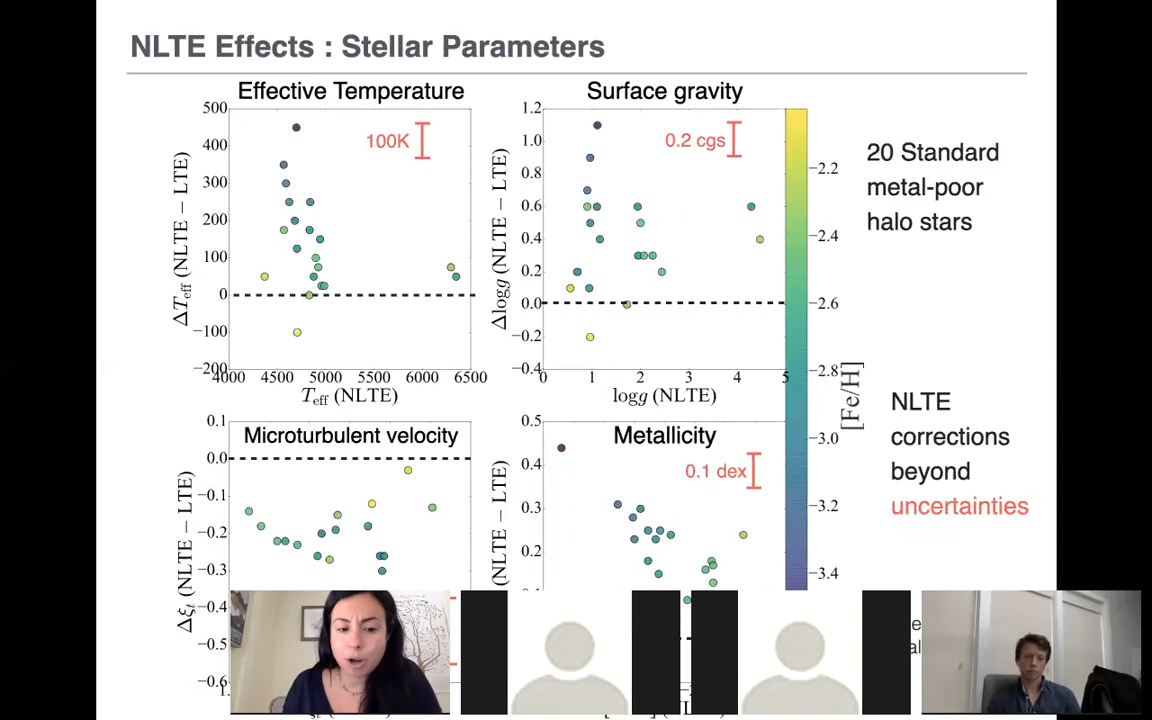 NLTE Effects : Stellar Parameters
Effective Temperature
500
400
300
200
100
0
−100
−200
4000
4500
5000
5500
6000
6500
100K
ΔTeff (NLTE − LTE)
Teff (NLTE)
Surface gravity
1.2
1.0
0.8
0.6
0.4
0.2
0.0
−0.2
−0.4
0
1
2
3
4
5
0.2 cgs
Δlogg (NLTE − LTE)
logg (NLTE)
−2.2
−2.4
−2.6
−2.8
−3.0
−3.2
−3.4
[Fe/H]
20 Standard
metal-poor
halo stars
NLTE
corrections
beyond
uncertainties
Microturbulent velocity
0.1
0.0
−0.1
−0.2
−0.3
−0.4
−0.5
−0.6
Δξt (NLTE − LTE)
Metallicity
0.5
0.4
0.3
0.2
0.1 dex
(NLTE − LTE)